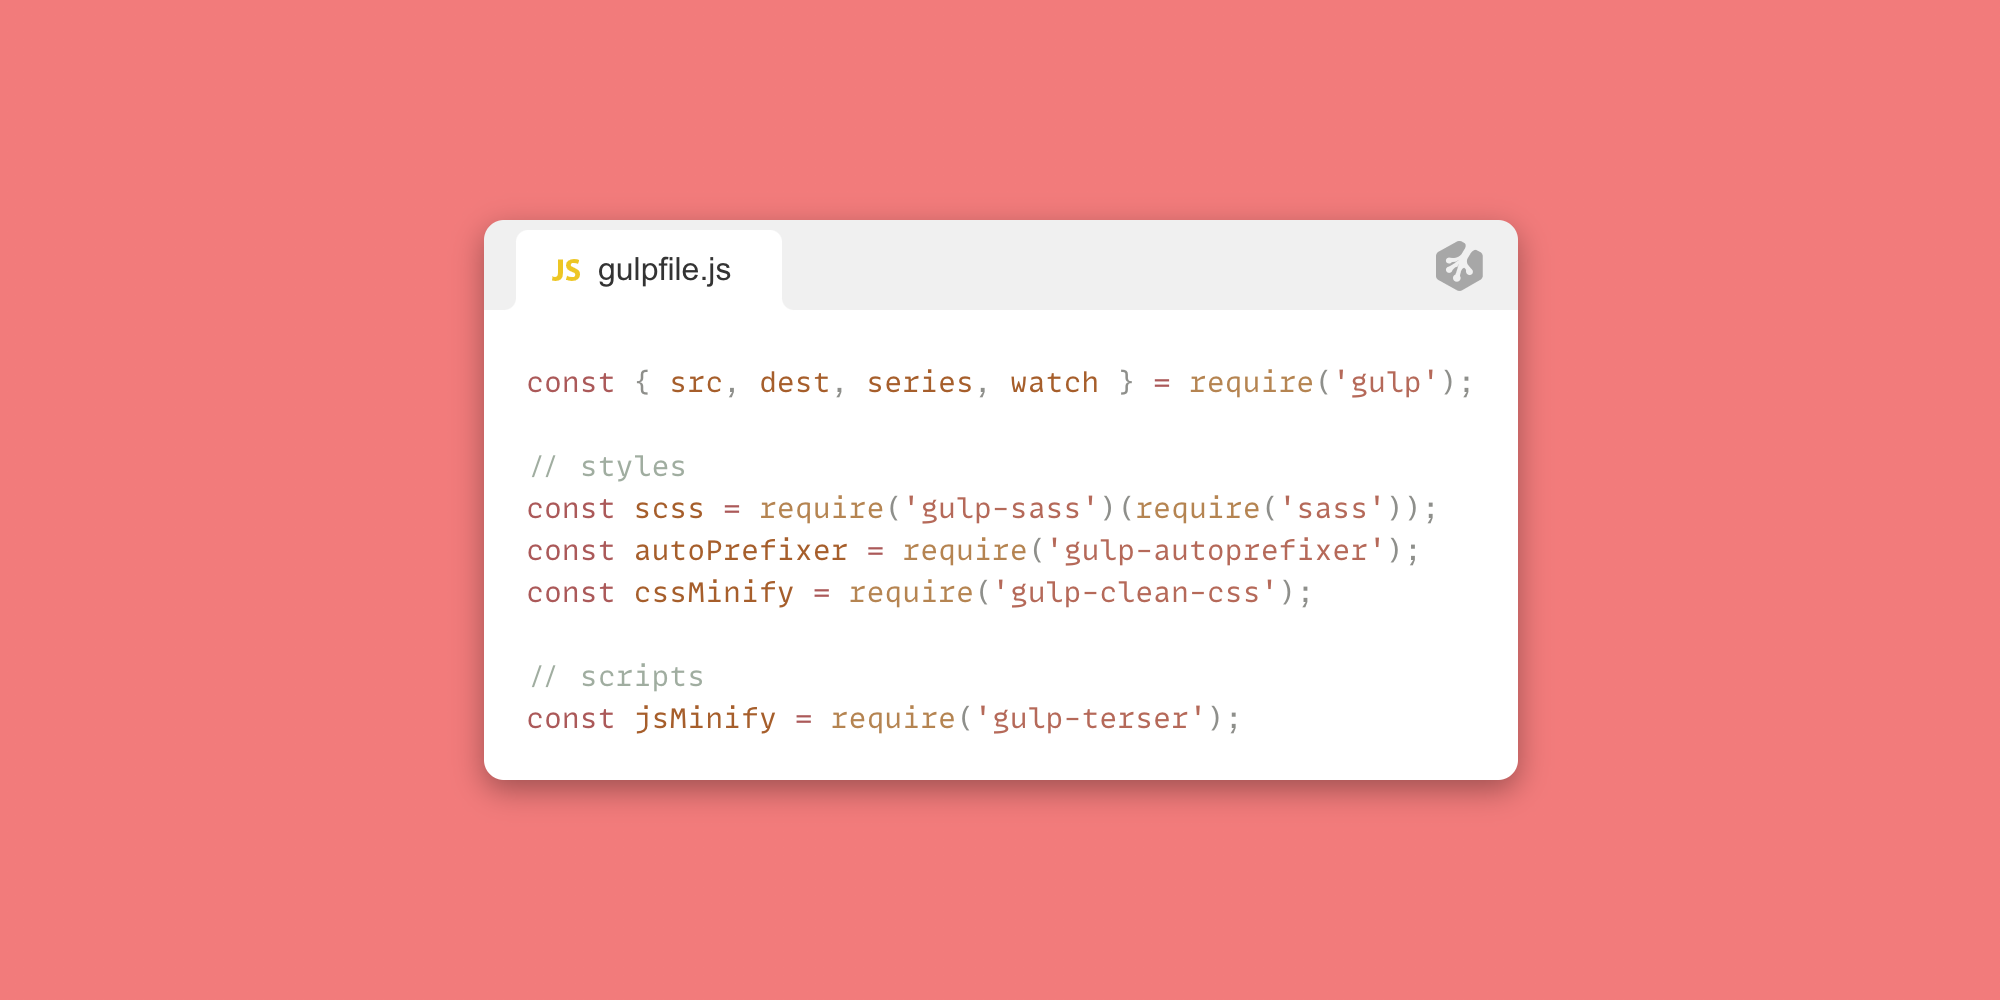 JS gulpfile.js
const { src, dest, series, watch } = require('gulp');
// styles
const scss = require('gulp-sass')(require('sass'));
const autoPrefixer = require('gulp-autoprefixer');
const cssMinify = require('gulp-clean-css');
// scripts
const jsMinify = require('gulp-terser');